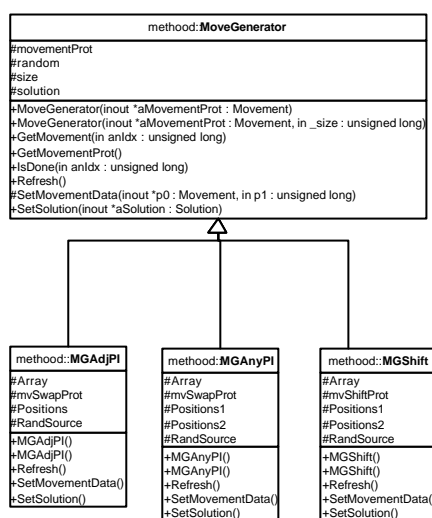 methood::MoveGenerator
#movementProt
#random
#size
#solution
+MoveGenerator(inout *aMovementProt : Movement)
+MoveGenerator(inout *aMovementProt : Movement, in _size : unsigned long)
+GetMovement(in anIdx : unsigned long)
+GetMovementProt()
+IsDone(in anIdx : unsigned long)
+Refresh()
#SetMovementData(inout *p0 : Movement, in p1 : unsigned long)
+SetSolution(inout *aSolution : Solution)
methood::MGAdjPI
#Array
#mvSwapProt
#Positions
#RandSource
+MGAdjPI()
+MGAdjPI()
+Refresh()
+SetMovementData()
+SetSolution()
methood::MGAnyPI
#Array
#mvSwapProt
#Positions1
#Positions2
#RandSource
+MGAnyPI()
+MGAnyPI()
+Refresh()
+SetMovementData()
+SetSolution()
methood::MGShift
#Array
#mvShiftProt
#Positions1
#Positions2
#RandSource
+MGShift()
+MGShift()
+Refresh()
+SetMovementData()
+SetSolution()